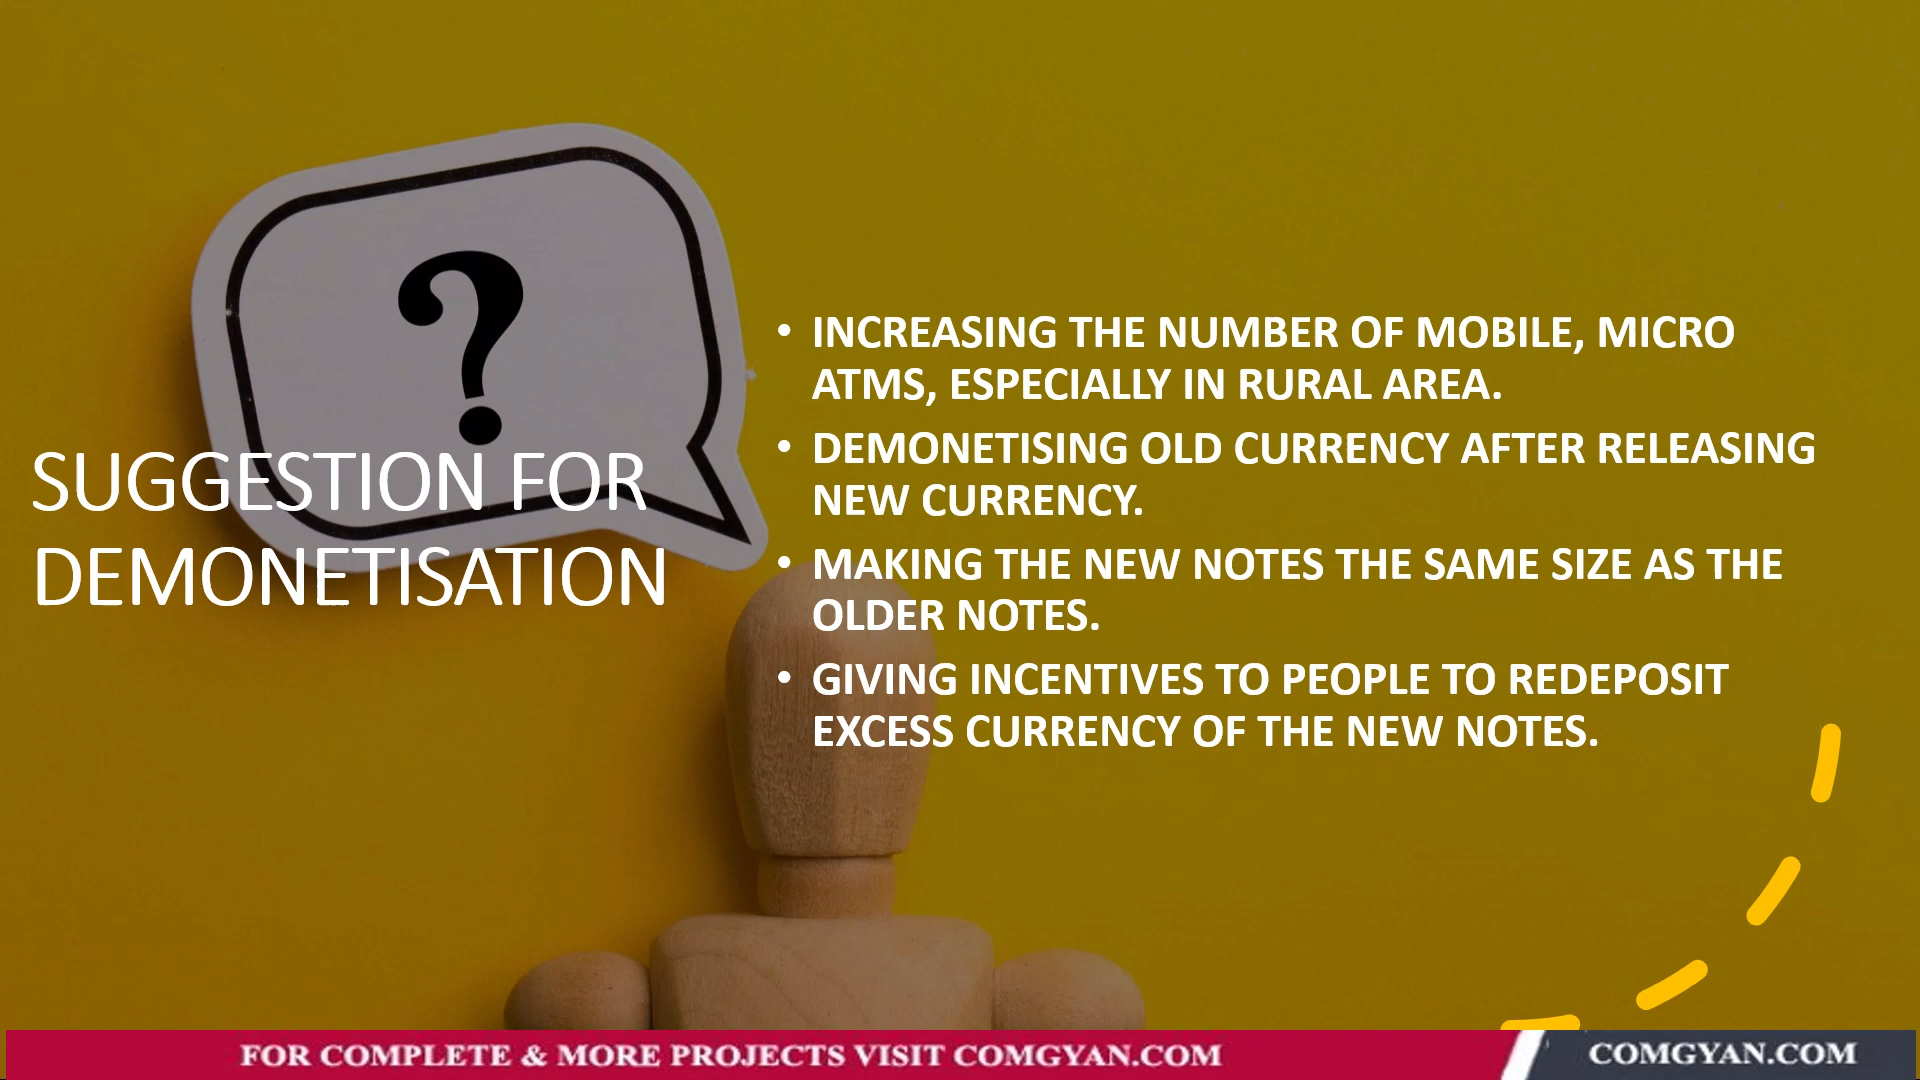 ?
SUGGESTION FOR
DEMONETISATION
• INCREASING THE NUMBER OF MOBILE, MICRO
ATMS, ESPECIALLY IN RURAL AREA.
• DEMONETISING OLD CURRENCY AFTER RELEASING
NEW CURRENCY.
• MAKING THE NEW NOTES THE SAME SIZE AS THE
OLDER NOTES.
• GIVING INCENTIVES TO PEOPLE TO REDEPOSIT
EXCESS CURRENCY OF THE NEW NOTES.
FOR COMPLETE & MORE PROJECTS VISIT COMGYAN.COM
COMGYAN.COM